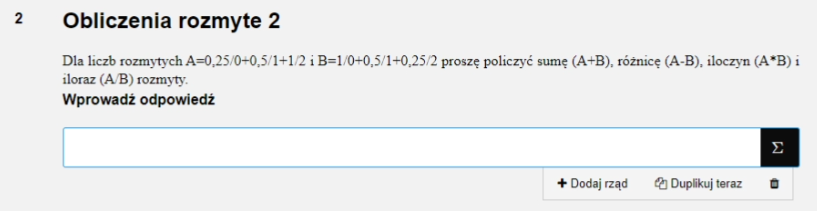 2 Obliczenia rozmyte 2
Dla liczb rozmytych A=0,25/0+0,5/1+1/2 i B=1/0+0,5/1+0,25/2 proszę policzyć sumę (A+B), różnicę (A-B), iloczyn (A*B) i
iloraz (A/B) rozmyty.
Wprowadź odpowiedź
Σ
+ Dodaj rząd Duplikuj teraz